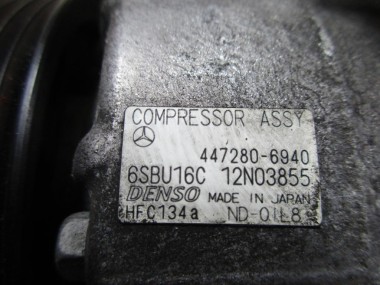 COMPRESSOR ASSY
447280-6940
6SBU16C 12N03855
DENSO MADE IN JAPAN
HFC134a ND-OIL8